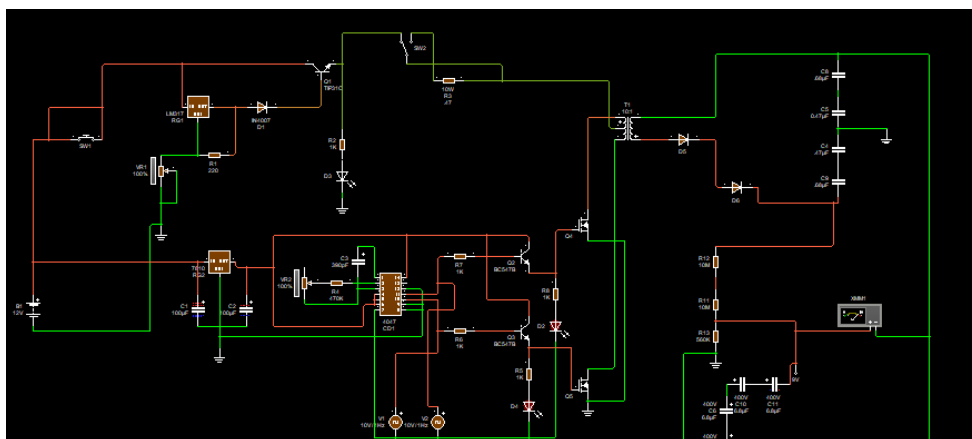 SW2
Q1
TIP31C
10W
R3
.47
LM317
RG1
1N4007
D1
SW1
R1
220
R2
1K
VR1
100%
D3
T1
10:1
D5
D6
C8
.68µF
C5
0.47µF
C4
.47µF
C9
.68µF
Q4
B1
12V
7810
RG2
C1
100µF
C2
100µF
C3
390pF
VR2
100%
R4
470K
4047
CD1
R7
1K
Q2
BC547B
R8
1K
D2
R6
1K
Q3
BC547B
R5
1K
D4
Q5
V1
10V/1Hz
V2
10V/1Hz
R12
10M
R11
10M
R13
560K
XMM1
9V
400V
C6
6.8µF
400V
C10
6.8µF
400V
C11
6.8µF
400V